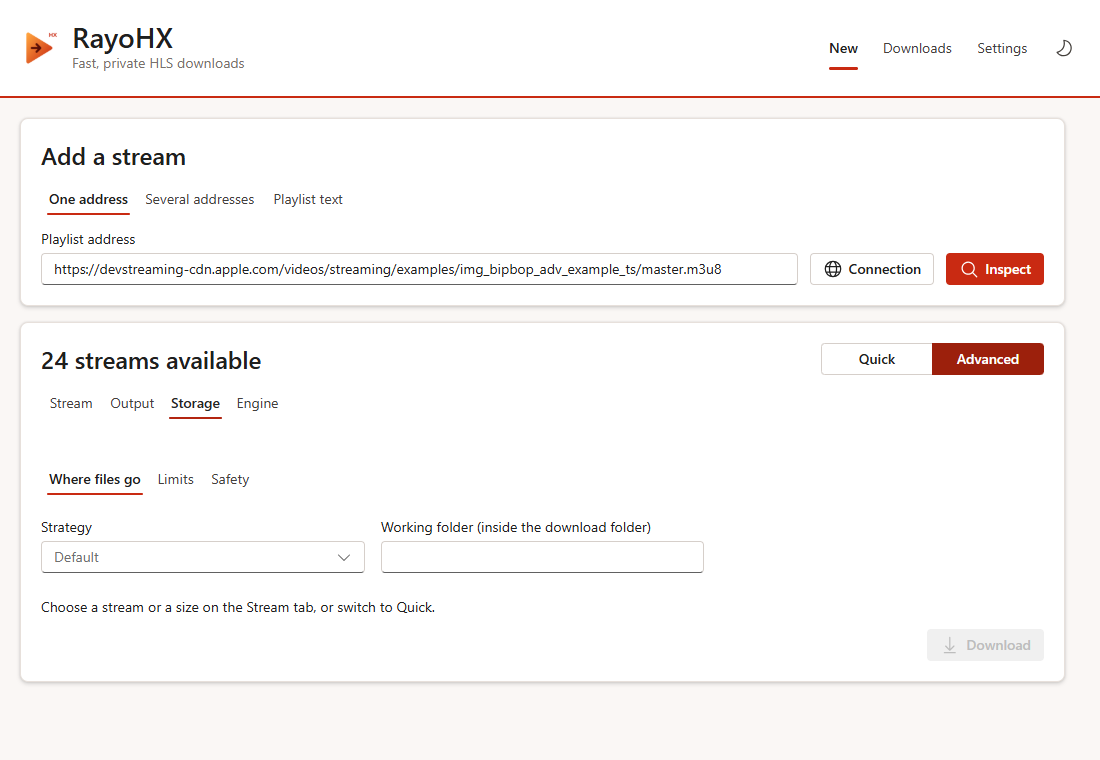 HX
RayoHX
Fast, private HLS downloads
New
Downloads
Settings
Add a stream
One address
Several addresses
Playlist text
Playlist address
https://devstreaming-cdn.apple.com/videos/streaming/examples/img_bipbop_adv_example_ts/master.m3u8
Connection
Inspect
24 streams available
Quick
Advanced
Stream
Output
Storage
Engine
Where files go
Limits
Safety
Strategy
Working folder (inside the download folder)
Default
Choose a stream or a size on the Stream tab, or switch to Quick.
Download